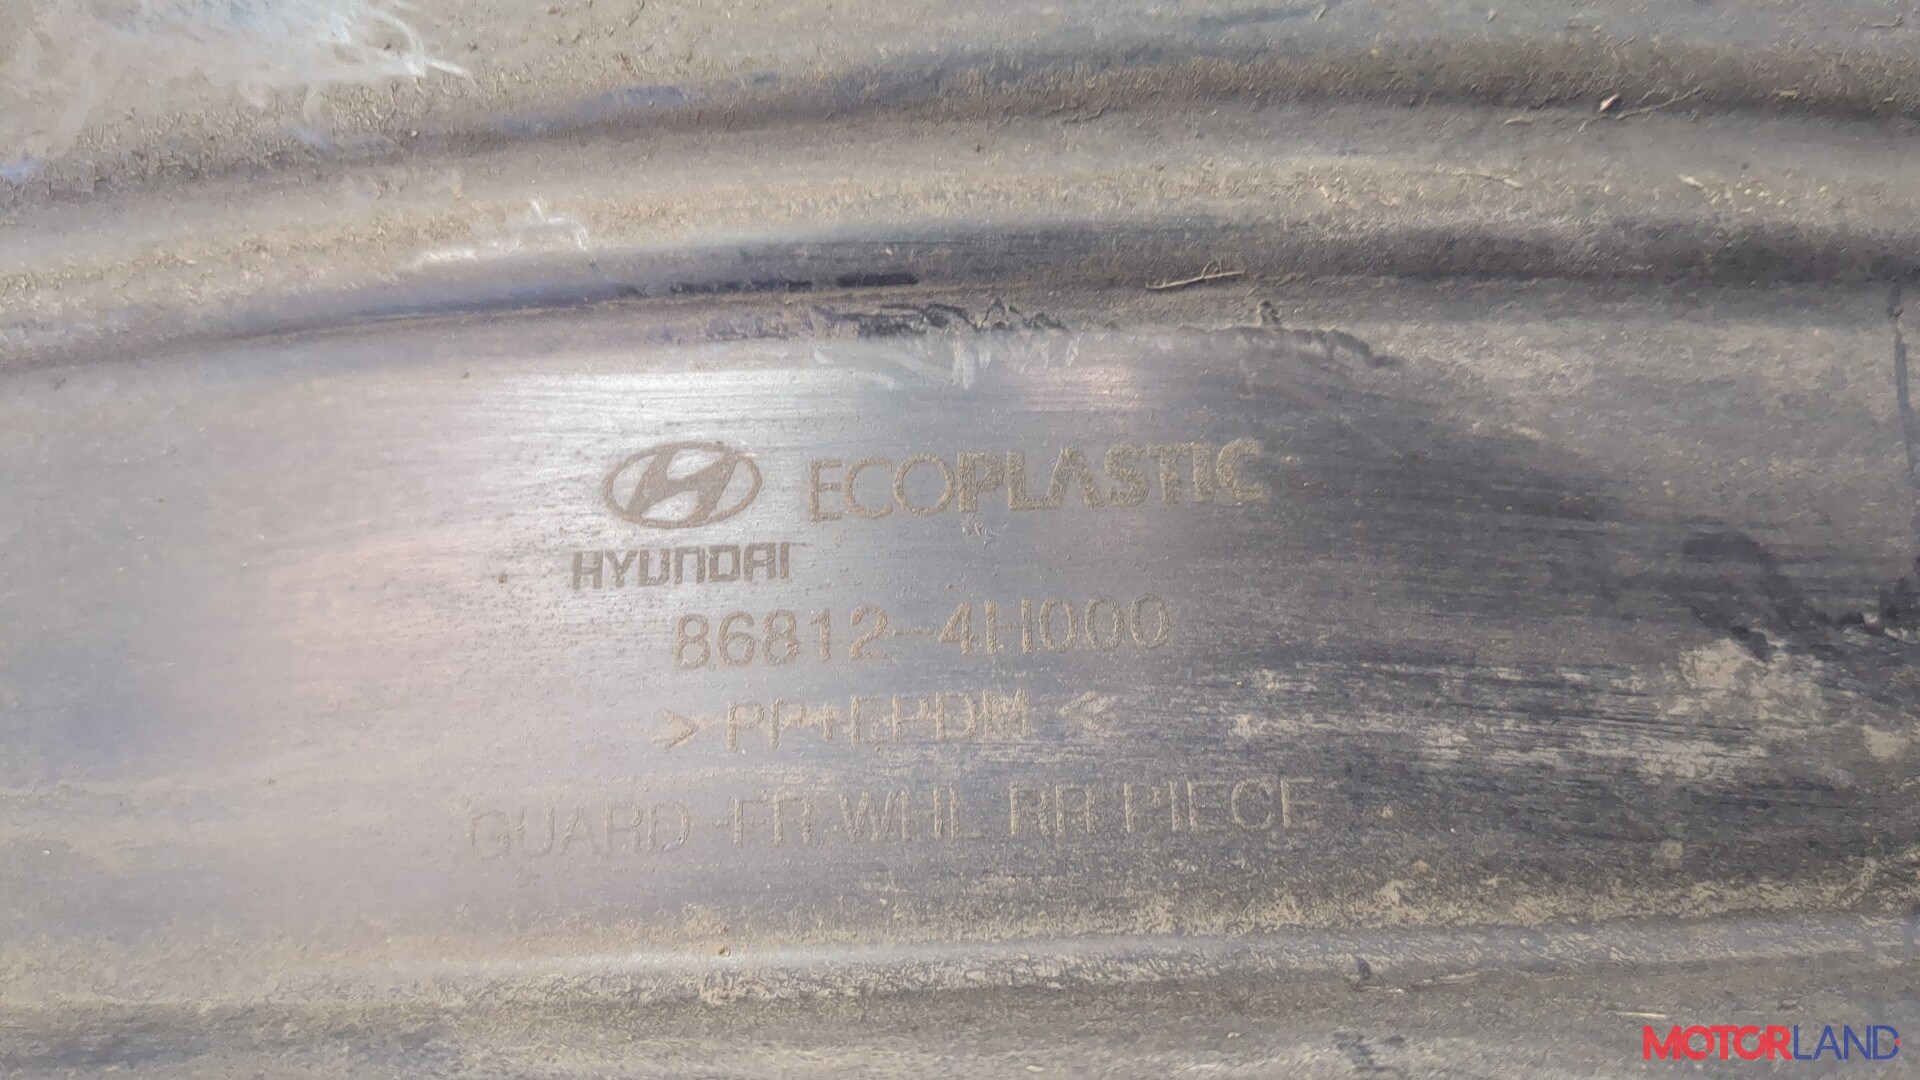 ECOPLASTIC
HYUNDAI
86812-4H000
>PP+EPDM<
GUARD-FR WHL RR PIECE
MOTORLAND